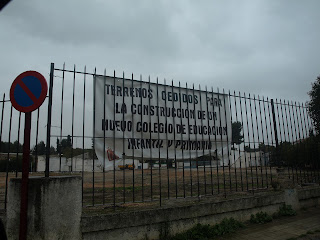 TERRENOS CEDIDOS PARA
LA CONSTRUCCION DE UN
NUEVO COLEGIO DE EDUCACION
INFANTIL Y PRIMARIA